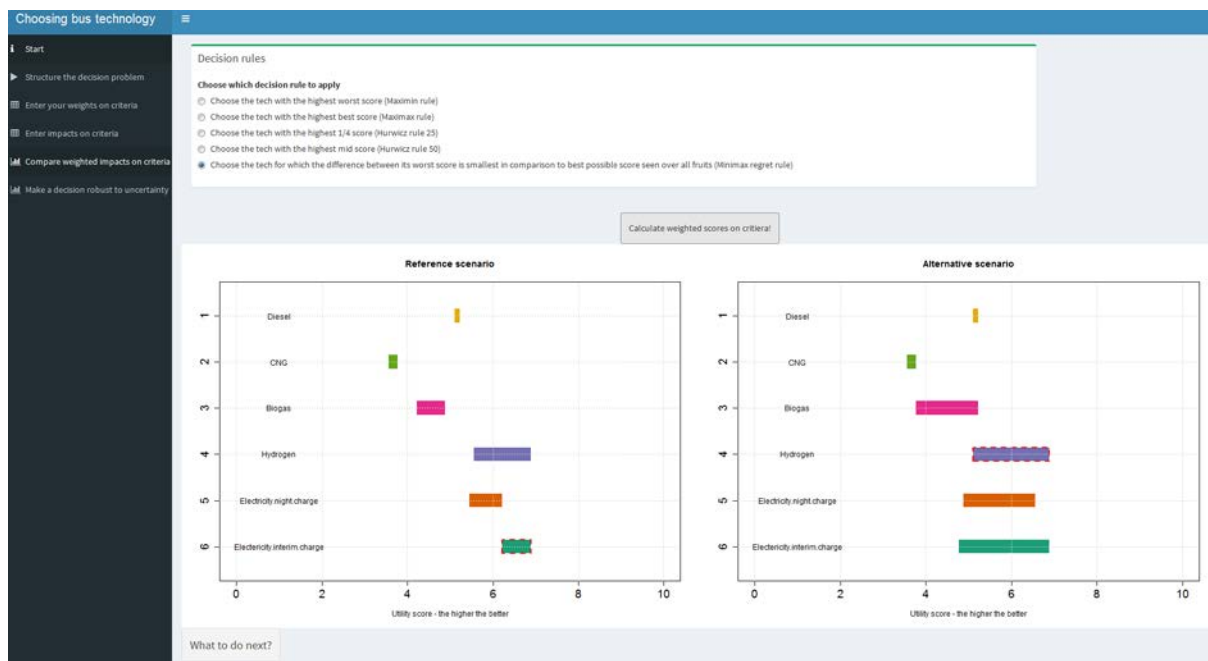 Choosing bus technology
Start
Structure the decision problem
Enter your weights on criteria
Enter impacts on criteria
Compare weighted impacts on criteria
Make a decision robust to uncertainty
Decision rules
Choose which decision rule to apply
Choose the tech with the highest worst score (Maximin rule)
Choose the tech with the highest best score (Maximax rule)
Choose the tech with the highest 1/4 score (Hurwicz rule 25)
Choose the tech with the highest mid score (Hurwicz rule 50)
Choose the tech for which the difference between its worst score is smallest in comparison to best possible score seen over all fruits (Minimax regret rule)
Calculate weighted scores on critiera!
Reference scenario
1 Diesel
2 CNG
3 Biogas
4 Hydrogen
5 Electricity.night.charge
6 Electericity.interim.charge
0 2 4 6 8 10
Utility score - the higher the better
Alternative scenario
1 Diesel
2 CNG
3 Biogas
4 Hydrogen
5 Electricity.night.charge
6 Electericity.interim.charge
0 2 4 6 8 10
Utility score - the higher the better
What to do next?